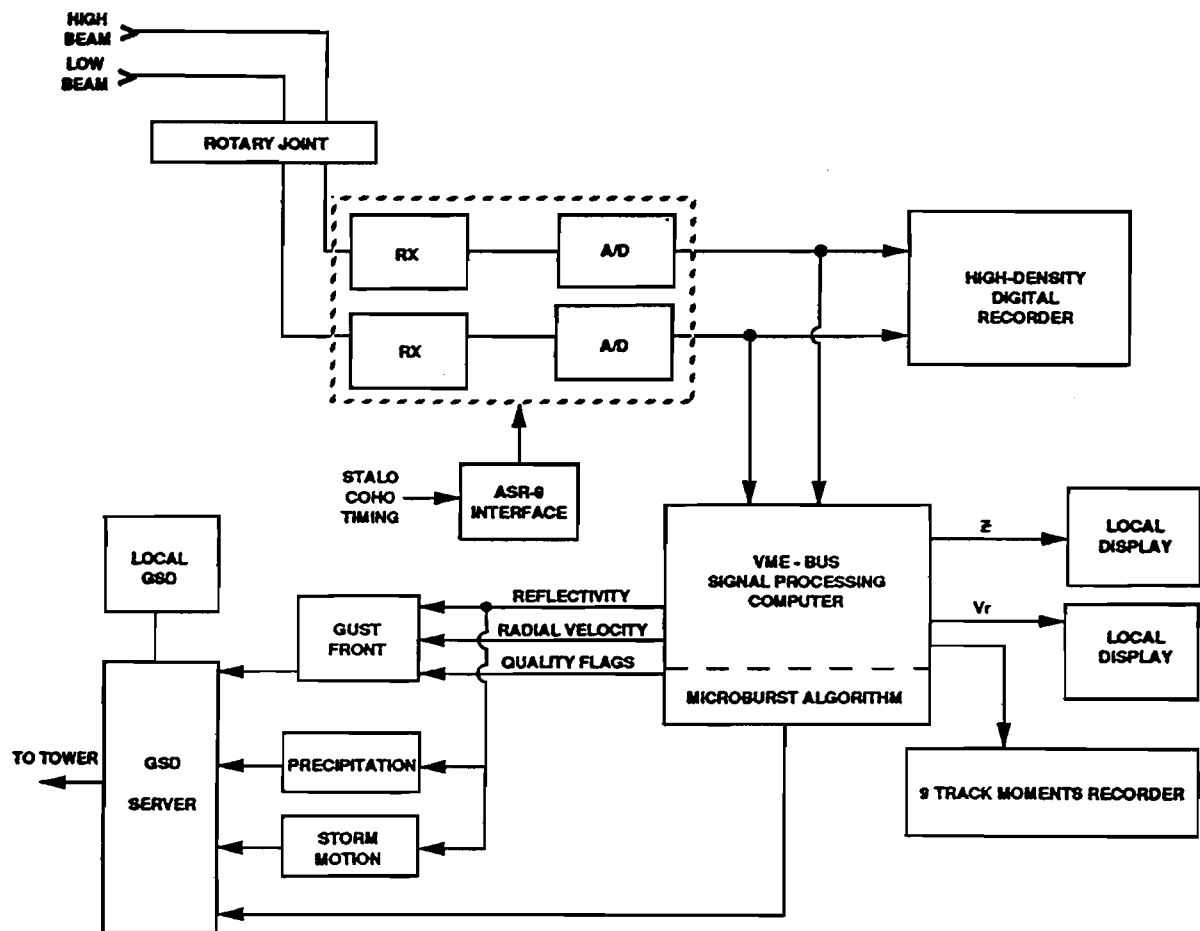 HIGH
BEAM
LOW
BEAM
ROTARY JOINT
RX
A/D
RX
A/D
HIGH-DENSITY
DIGITAL
RECORDER
STALO
COHO
TIMING
ASR-9
INTERFACE
VME - BUS
SIGNAL PROCESSING
COMPUTER
MICROBURST ALGORITHM
Z
LOCAL
DISPLAY
Vr
LOCAL
DISPLAY
9 TRACK MOMENTS RECORDER
LOCAL
GSD
REFLECTIVITY
RADIAL VELOCITY
QUALITY FLAGS
GUST
FRONT
TO TOWER
GSD
SERVER
PRECIPITATION
STORM
MOTION